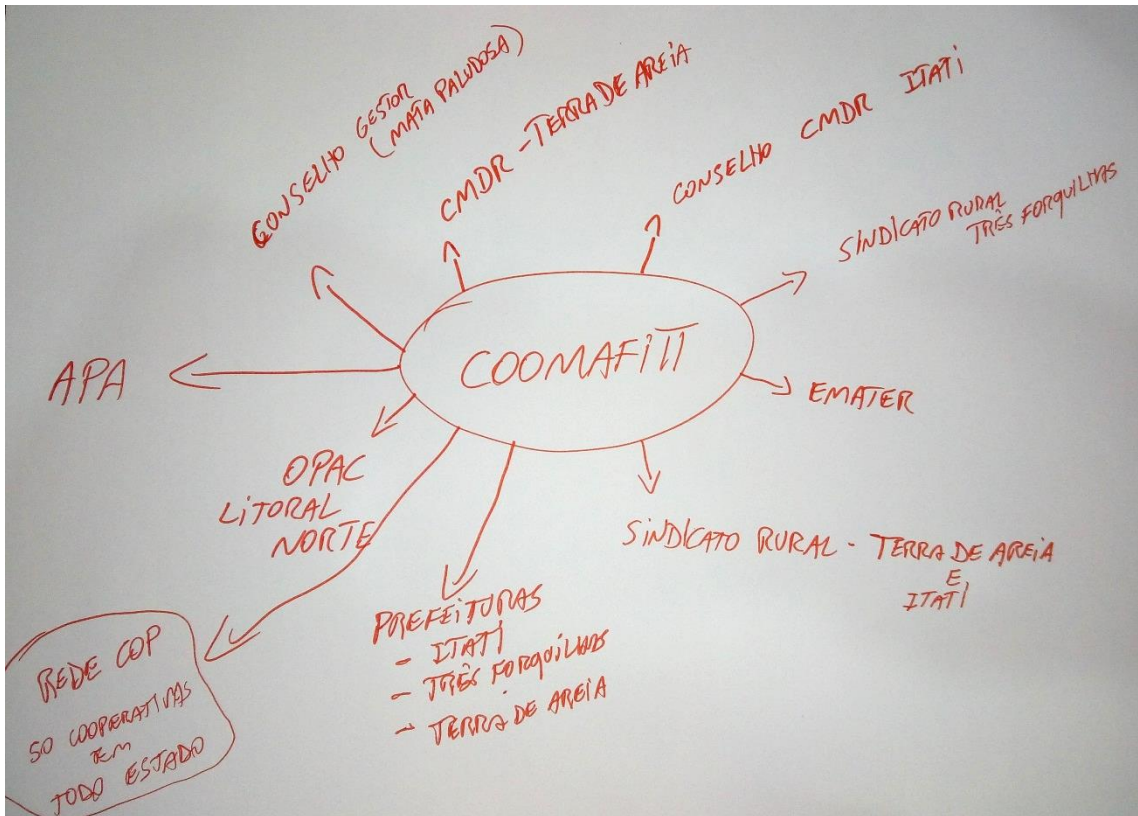 CONSELHO GESTOR
(MATA PALUDOSA)
CMDR - TERRA DE AREIA
CONSELHO CMDR ITATI
SINDICATO RURAL
TRÊS FORQUILHAS
COOMAFITT
APA
EMATER
OPAC
LITORAL
NORTE
SINDICATO RURAL - TERRA DE AREIA
E
ITATI
PREFEITURAS
- ITATI
- TRÊS FORQUILHAS
- TERRA DE AREIA
REDE COP
50 COOPERATIVAS
EM
TODO ESTADO